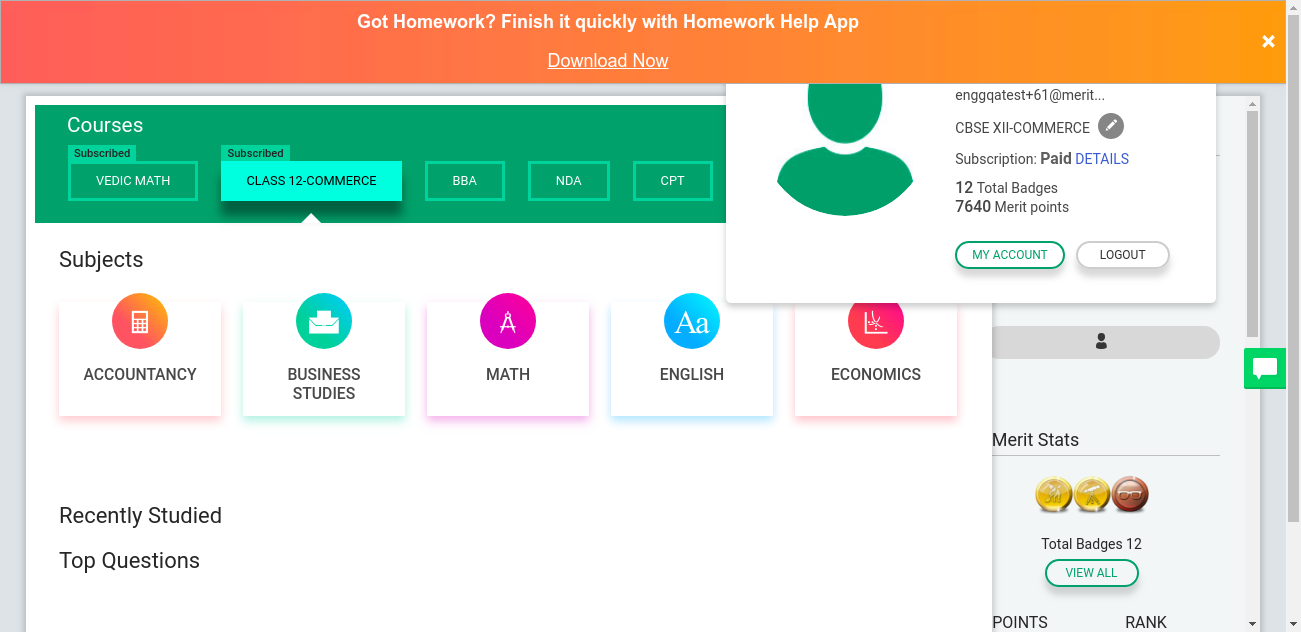 Got Homework? Finish it quickly with Homework Help App
Download Now
×
Courses
Subscribed
Subscribed
VEDIC MATH
CLASS 12-COMMERCE
BBA
NDA
CPT
enggqatest+61@merit...
CBSE XII-COMMERCE
Subscription: Paid DETAILS
12 Total Badges
7640 Merit points
MY ACCOUNT
LOGOUT
Subjects
ACCOUNTANCY
BUSINESS
STUDIES
MATH
Aa
ENGLISH
ECONOMICS
Merit Stats
Total Badges 12
VIEW ALL
POINTS
RANK
Recently Studied
Top Questions